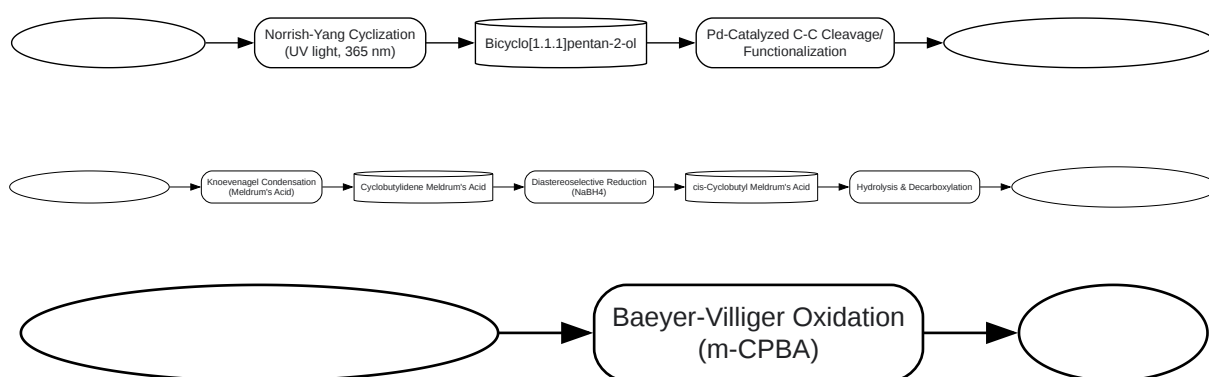 Norrish-Yang Cyclization
(UV light, 365 nm)
Bicyclo[1.1.1]pentan-2-ol
Pd-Catalyzed C-C Cleavage/
Functionalization
Knoevenagel Condensation
(Meldrum's Acid)
Cyclobutylidene Meldrum's Acid
Diastereoselective Reduction
(NaBH4)
cis-Cyclobutyl Meldrum's Acid
Hydrolysis & Decarboxylation
Baeyer-Villiger Oxidation
(m-CPBA)